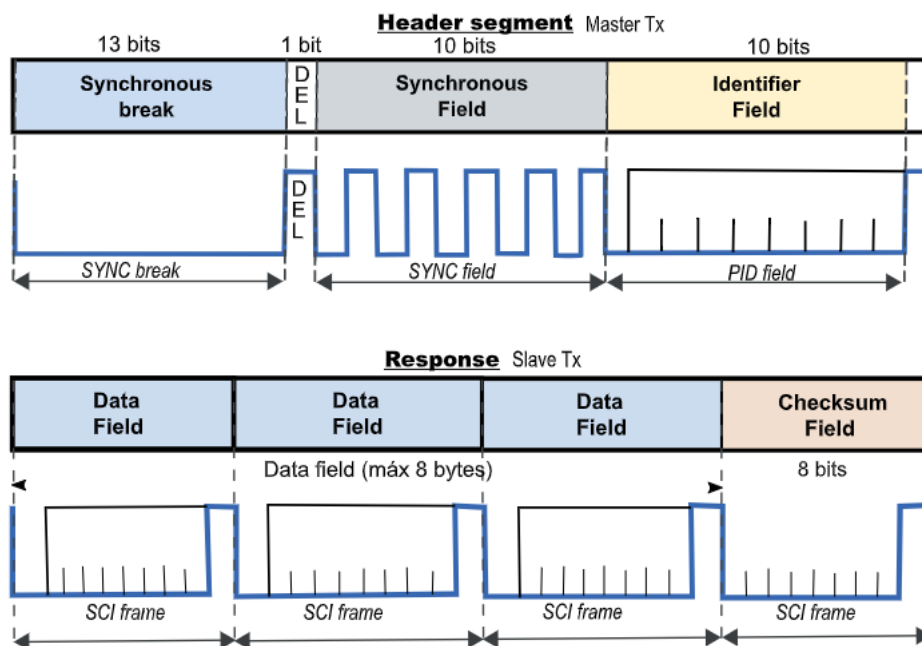 Header segment Master Tx
13 bits 1 bit 10 bits 10 bits
Synchronous break
DEL
Synchronous Field
Identifier Field
DEL
SYNC break SYNC field PID field
Response Slave Tx
Data Field
Data Field
Data Field
Checksum Field
Data field (máx 8 bytes) 8 bits
SCI frame SCI frame SCI frame SCI frame